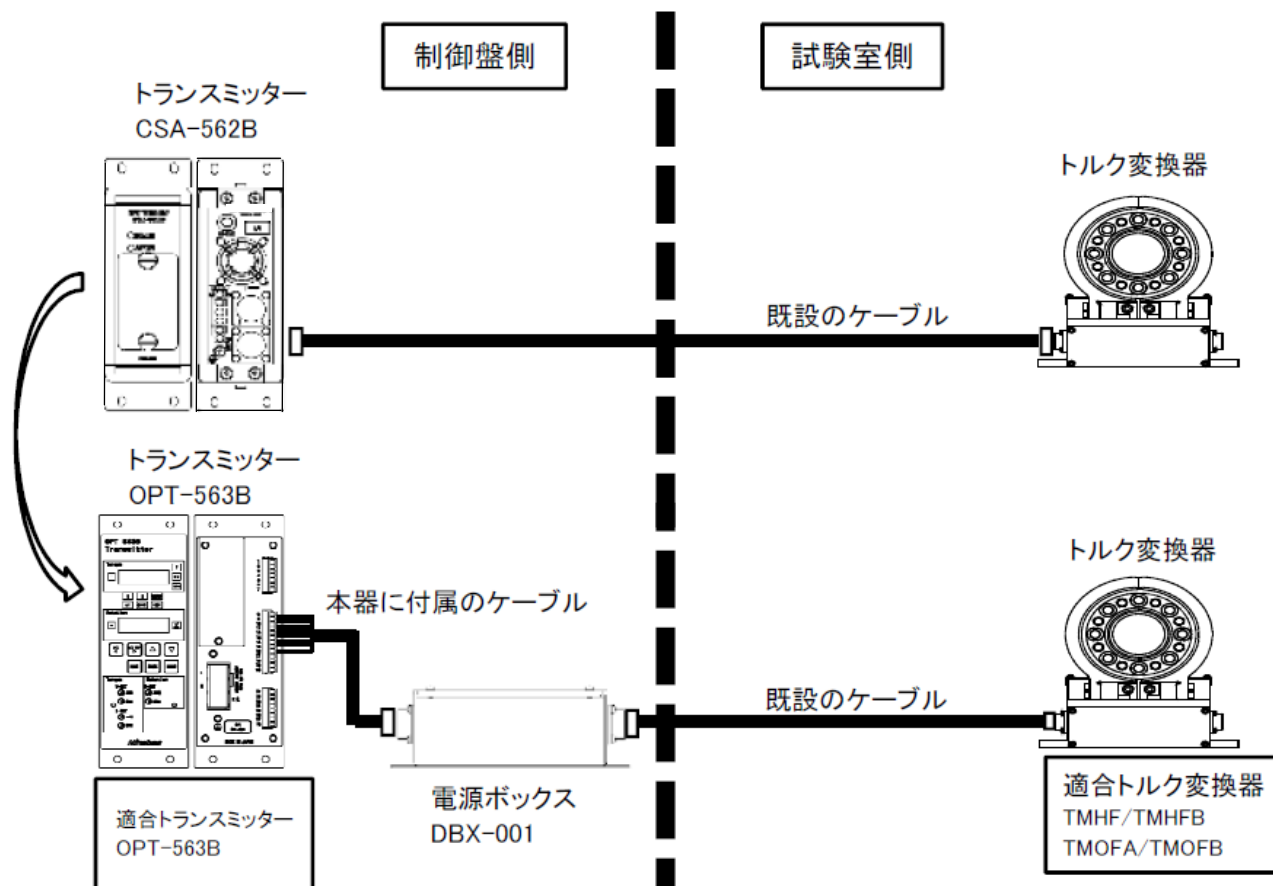 制御盤側
試験室側
トランスミッター
CSA-562B
トルク変換器
既設のケーブル
トランスミッター
OPT-563B
OPT 563B
Transmitter
本器に付属のケーブル
トルク変換器
既設のケーブル
電源ボックス
DBX-001
適合トランスミッター
OPT-563B
適合トルク変換器
TMHF/TMHFB
TMOFA/TMOFB